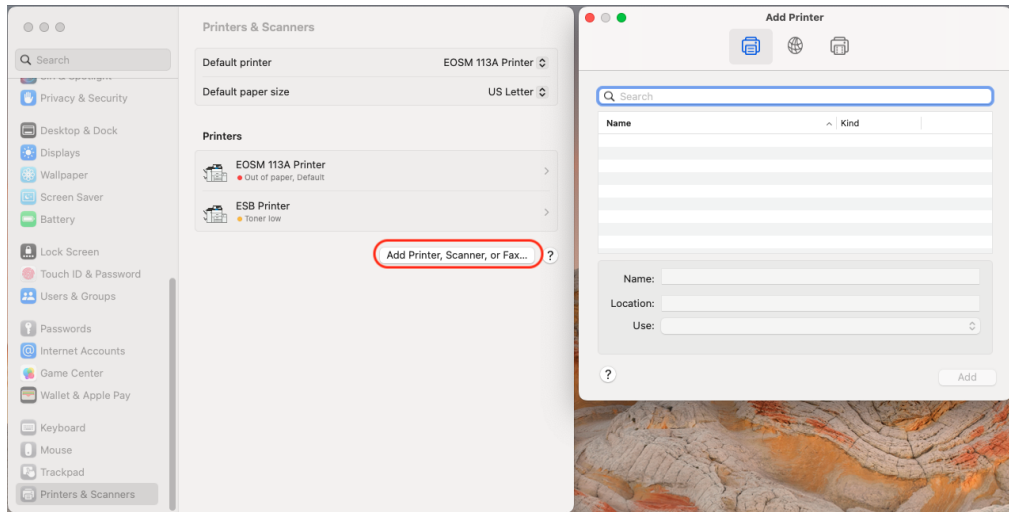 Search
Privacy & Security
Desktop & Dock
Displays
Wallpaper
Screen Saver
Battery
Lock Screen
Touch ID & Password
Users & Groups
Passwords
Internet Accounts
Game Center
Wallet & Apple Pay
Keyboard
Mouse
Trackpad
Printers & Scanners
Printers & Scanners
Default printer EOSM 113A Printer
Default paper size US Letter
Printers
EOSM 113A Printer
Out of paper, Default
ESB Printer
Toner low
Add Printer, Scanner, or Fax... ?
Add Printer
Search
Name Kind
Name:
Location:
Use:
? Add